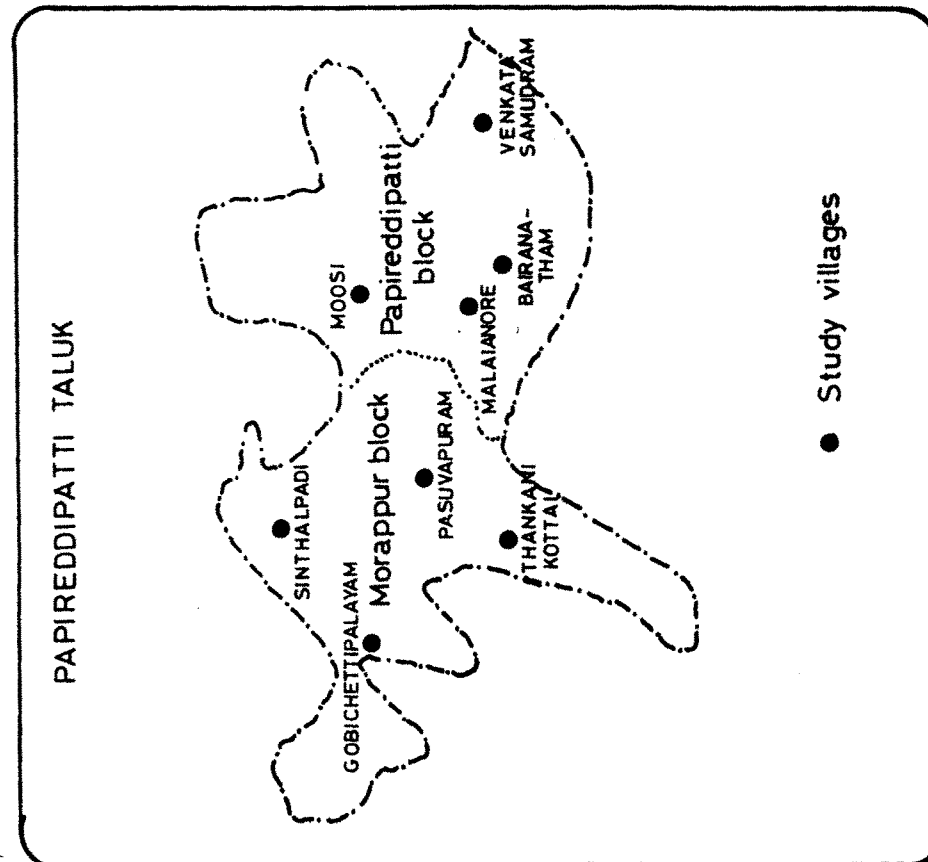 PAPIREDDIPATTI TALUK
SINTHALPADI
GOBICHETTIPALAYAM
Morappur block
PASUVAPURAM
THANKANI
KOTTAI
MOOSI
Papireddipatti
block
MALAIANORE
BAIRANA-
THAM
VENKATA
SAMUDRAM
Study villages